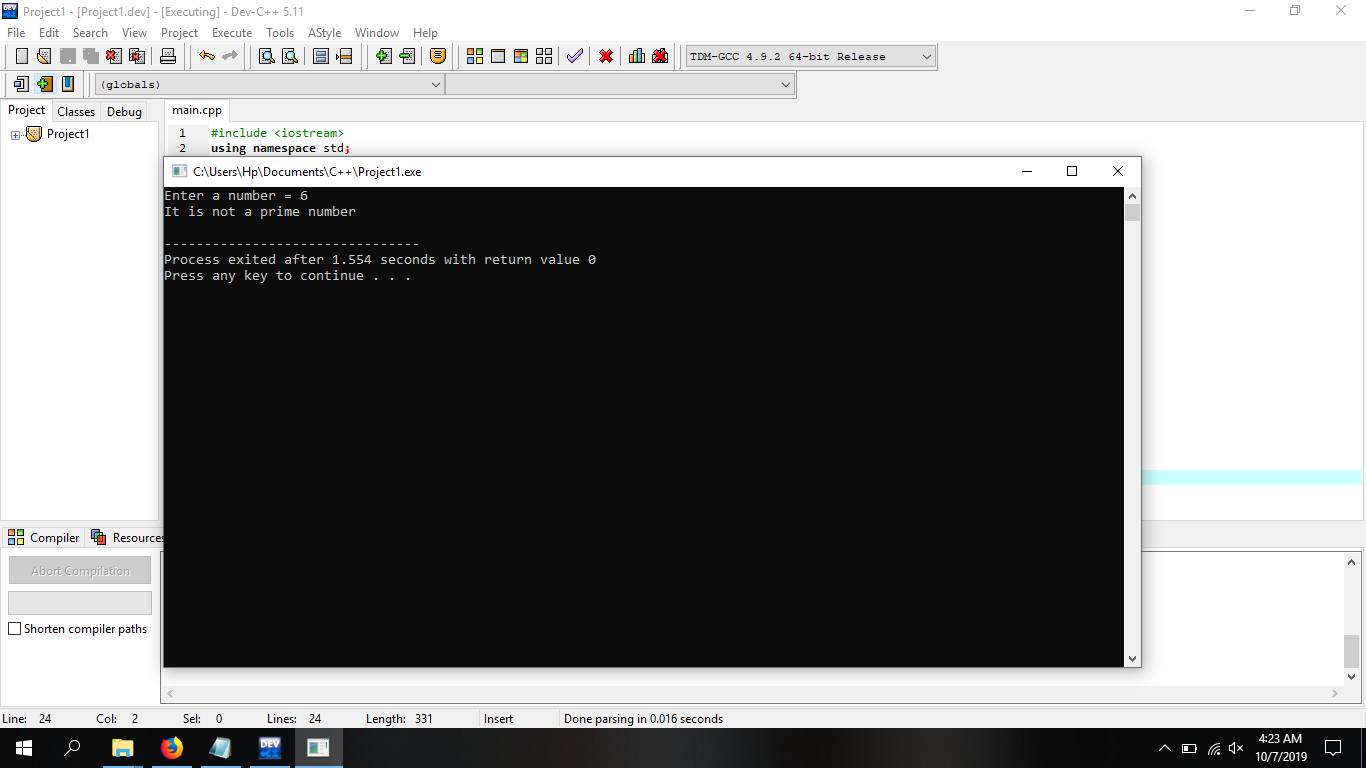 Project1 - [Project1.dev] - [Executing] - Dev-C++ 5.11
File Edit Search View Project Execute Tools AStyle Window Help
TDM-GCC 4.9.2 64-bit Release
(globals)
Project Classes Debug
main.cpp
Project1
1 #include <iostream>
2 using namespace std;
C:\Users\Hp\Documents\C++\Project1.exe
Enter a number = 6
It is not a prime number
--------------------------------
Process exited after 1.554 seconds with return value 0
Press any key to continue . . .
Compiler Resources
Abort Compilation
Shorten compiler paths
Line: 24 Col: 2 Sel: 0 Lines: 24 Length: 331 Insert Done parsing in 0.016 seconds
DEV
4:23 AM
10/7/2019